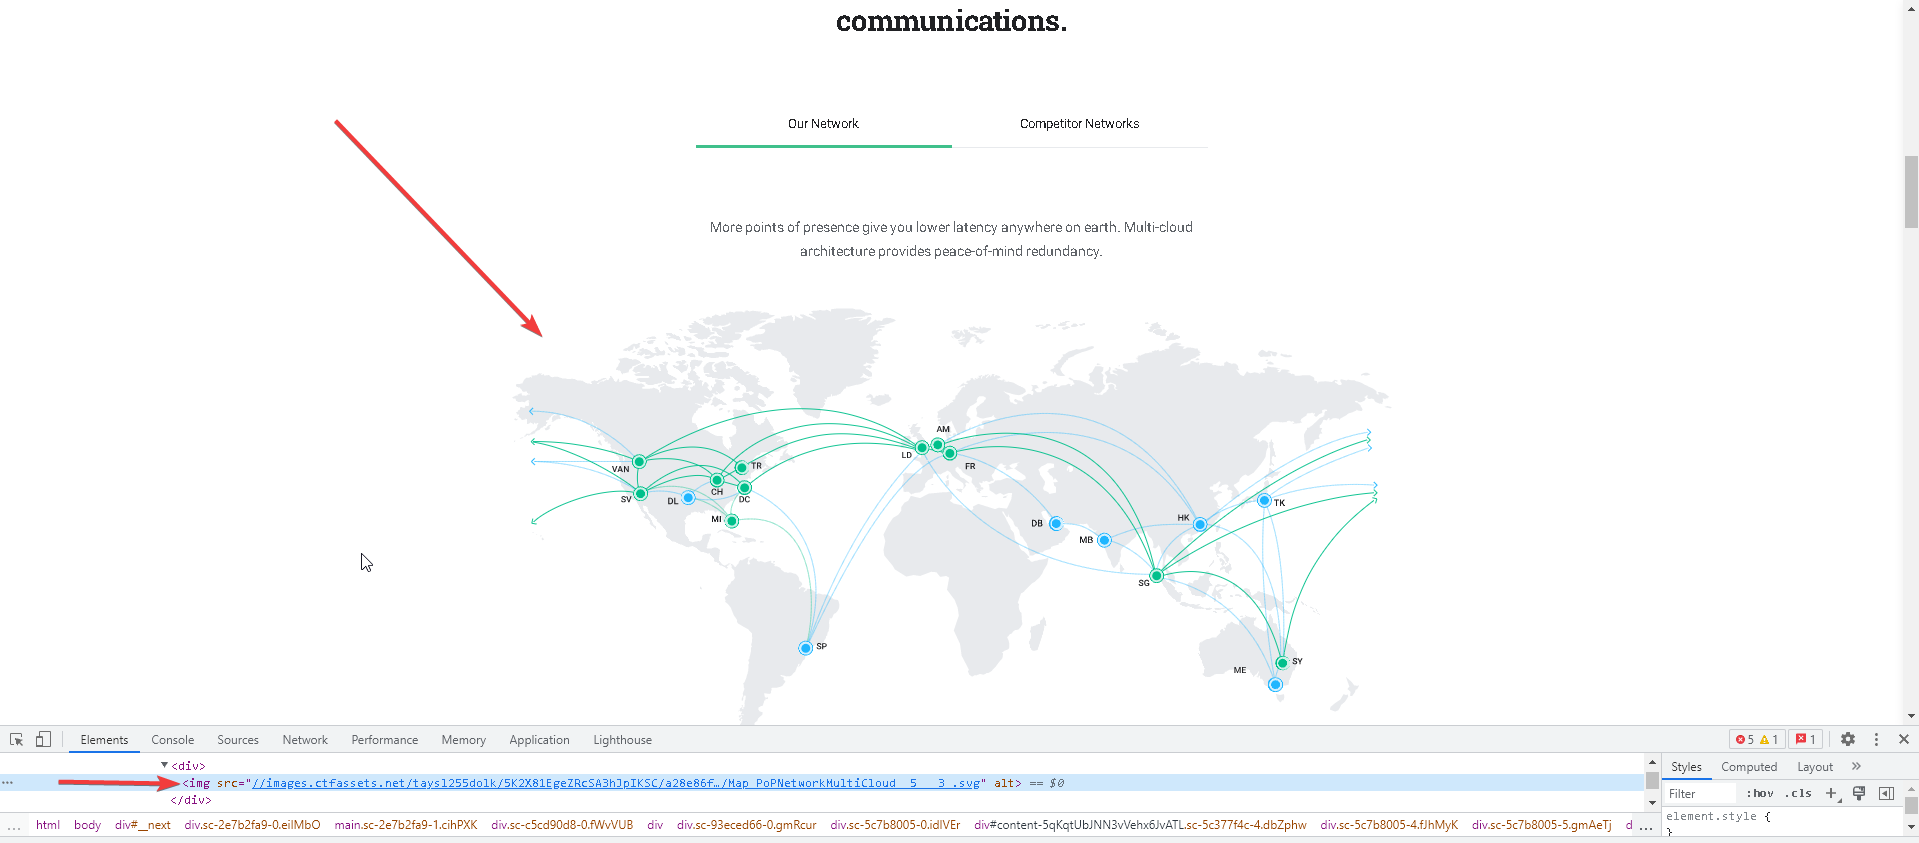 communications.
Our Network Competitor Networks
More points of presence give you lower latency anywhere on earth. Multi-cloud
architecture provides peace-of-mind redundancy.
AM
LD
FR
VAN
TR
CH
SV
DL
DC
MI
DB
MB
HK
TK
SG
SP
ME
SY
Elements Console Sources Network Performance Memory Application Lighthouse 5 1 1
<div>
<img src="//images.ctfassets.net/taysl255dolk/5K2X81EgeZRcSA3hJpIKSC/a28e86f…/Map_PoPNetworkMultiCloud__5___3_.svg" alt> == $0
</div>
... html body div#__next div.sc-2e7b2fa9-0.eiIMbO main.sc-2e7b2fa9-1.cihPXK div.sc-c5cd90d8-0.fWvVUB div div.sc-93eced66-0.gmRcur div.sc-5c7b8005-0.idIVEr div#content-5qKqtUbJNN3vVehx6JvATL.sc-5c377f4c-4.dbZphw div.sc-5c7b8005-4.fJhMyK div.sc-5c7b8005-5.gmAeTj d ...
Styles Computed Layout »
Filter :hov .cls +
element.style {
}